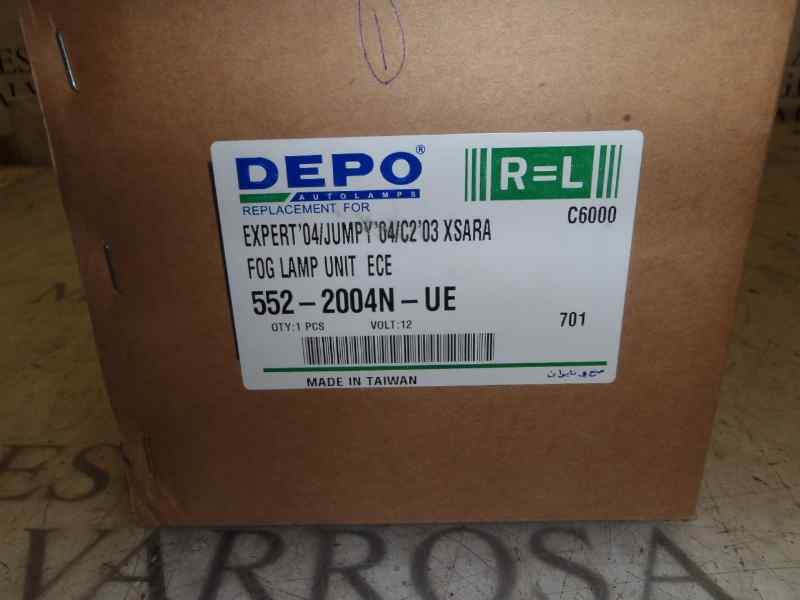 DEPO®
AUTOLAMPS
R=L
REPLACEMENT FOR
C6000
EXPERT'04/JUMPY'04/C2'03 XSARA
FOG LAMP UNIT ECE
552-2004N-UE
QTY:1 PCS VOLT:12
701
MADE IN TAIWAN
صنع في تايوان
VARROSA